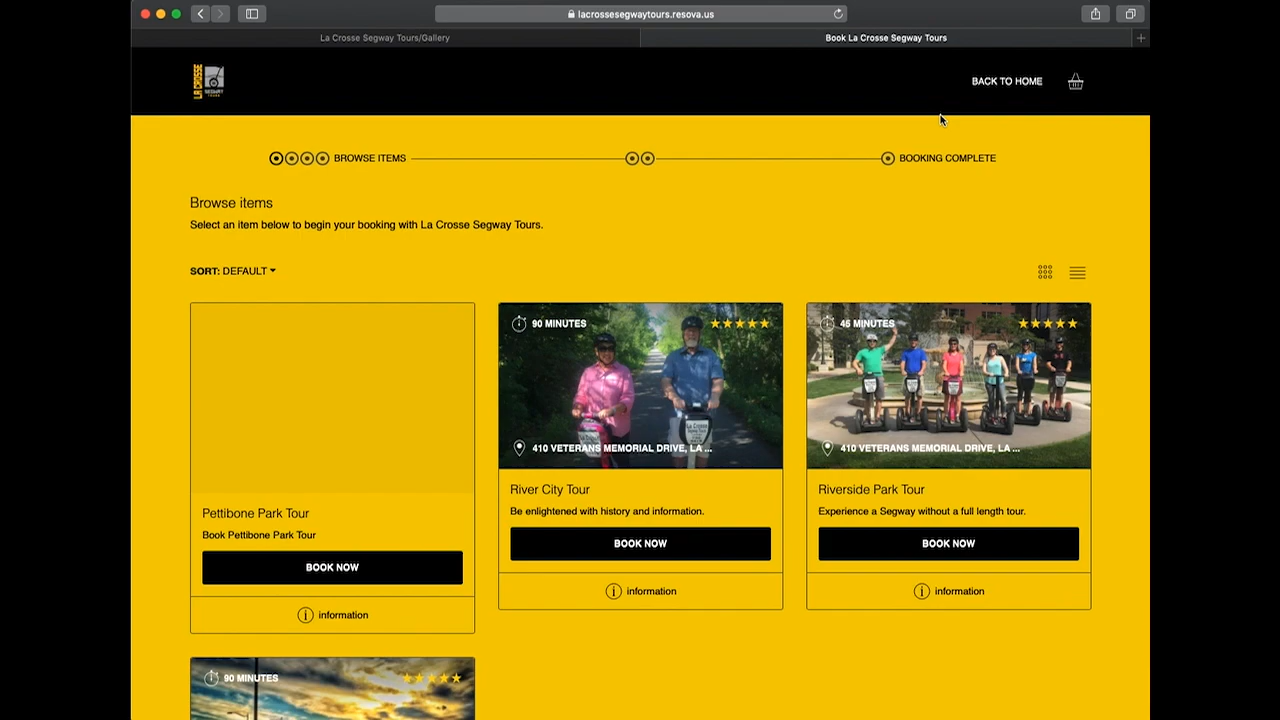 lacrossesegwaytours.resova.us
La Crosse Segway Tours/Gallery
Book La Crosse Segway Tours
LA CROSSE
SEGWAY
TOURS
BACK TO HOME
BROWSE ITEMS
BOOKING COMPLETE
Browse items
Select an item below to begin your booking with La Crosse Segway Tours.
SORT: DEFAULT
90 MINUTES
45 MINUTES
410 VETERANS MEMORIAL DRIVE, LA ...
410 VETERANS MEMORIAL DRIVE, LA ...
River City Tour
Riverside Park Tour
Be enlightened with history and information.
Experience a Segway without a full length tour.
Pettibone Park Tour
Book Pettibone Park Tour
BOOK NOW
BOOK NOW
BOOK NOW
information
information
information
90 MINUTES